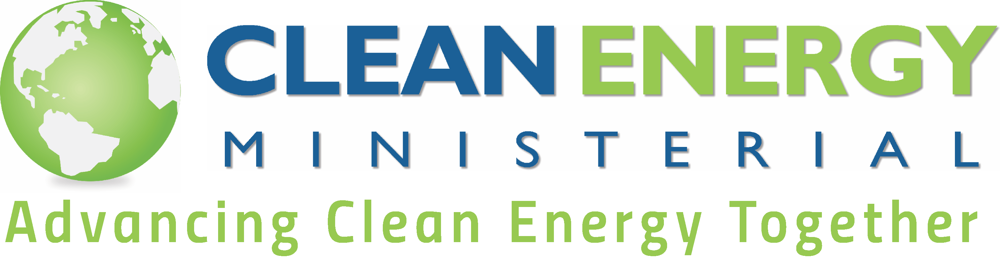 CLEAN ENERGY
MINISTERIAL
Advancing Clean Energy Together